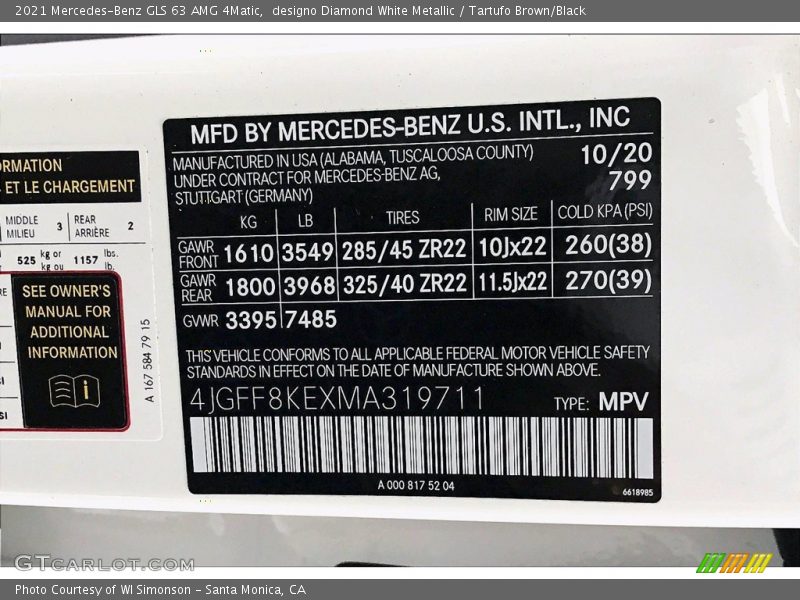 2021 Mercedes-Benz GLS 63 AMG 4Matic,  designo Diamond White Metallic / Tartufo Brown/Black
ET LE CHARGEMENT
MIDDLE MILIEU 3 REAR ARRIÈRE 2
525 kg or kg ou 1157 lbs. lb.
SEE OWNER'S
MANUAL FOR
ADDITIONAL
INFORMATION
A 167 584 79 15
MFD BY MERCEDES-BENZ U.S. INTL., INC
MANUFACTURED IN USA (ALABAMA, TUSCALOOSA COUNTY) 10/20
UNDER CONTRACT FOR MERCEDES-BENZ AG, 799
STUTTGART (GERMANY)
KG LB TIRES RIM SIZE COLD KPA (PSI)
GAWR FRONT 1610 3549 285/45 ZR22 10Jx22 260(38)
GAWR REAR 1800 3968 325/40 ZR22 11.5Jx22 270(39)
GWR 3395 7485
THIS VEHICLE CONFORMS TO ALL APPLICABLE FEDERAL MOTOR VEHICLE SAFETY
STANDARDS IN EFFECT ON THE DATE OF MANUFACTURE SHOWN ABOVE.
4JGFF8KEXMA319711 TYPE: MPV
A 000 817 52 04
6618985
GTCARLOT.COM
Photo Courtesy of WI Simonson - Santa Monica, CA